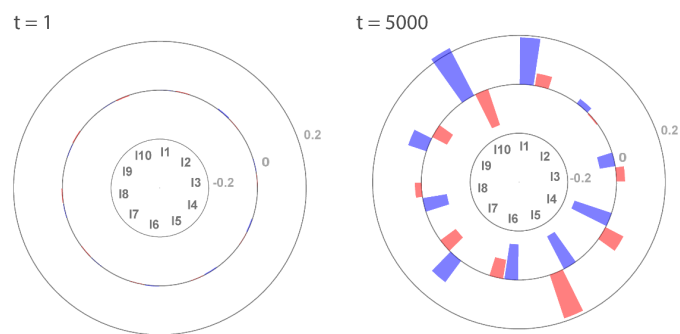 t = 1
t = 5000
0.2
0
-0.2
I10 I1
I9 I2
I8 I3
I7 I4
I6 I5
0.2
0
-0.2
I10 I1
I9 I2
I8 I3
I7 I4
I6 I5